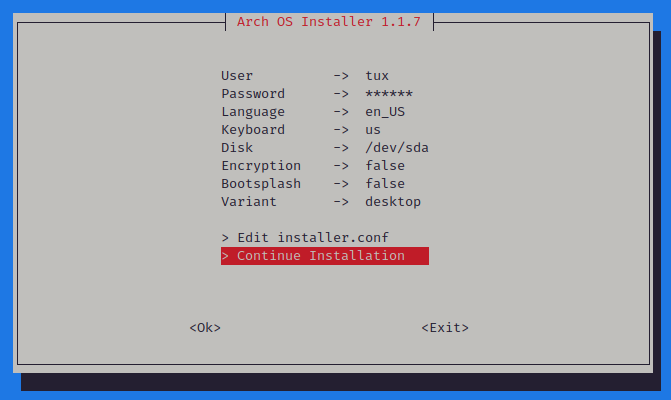 Arch OS Installer 1.1.7
User -> tux
Password -> ******
Language -> en_US
Keyboard -> us
Disk -> /dev/sda
Encryption -> false
Bootsplash -> false
Variant -> desktop
> Edit installer.conf
> Continue Installation
<Ok> <Exit>